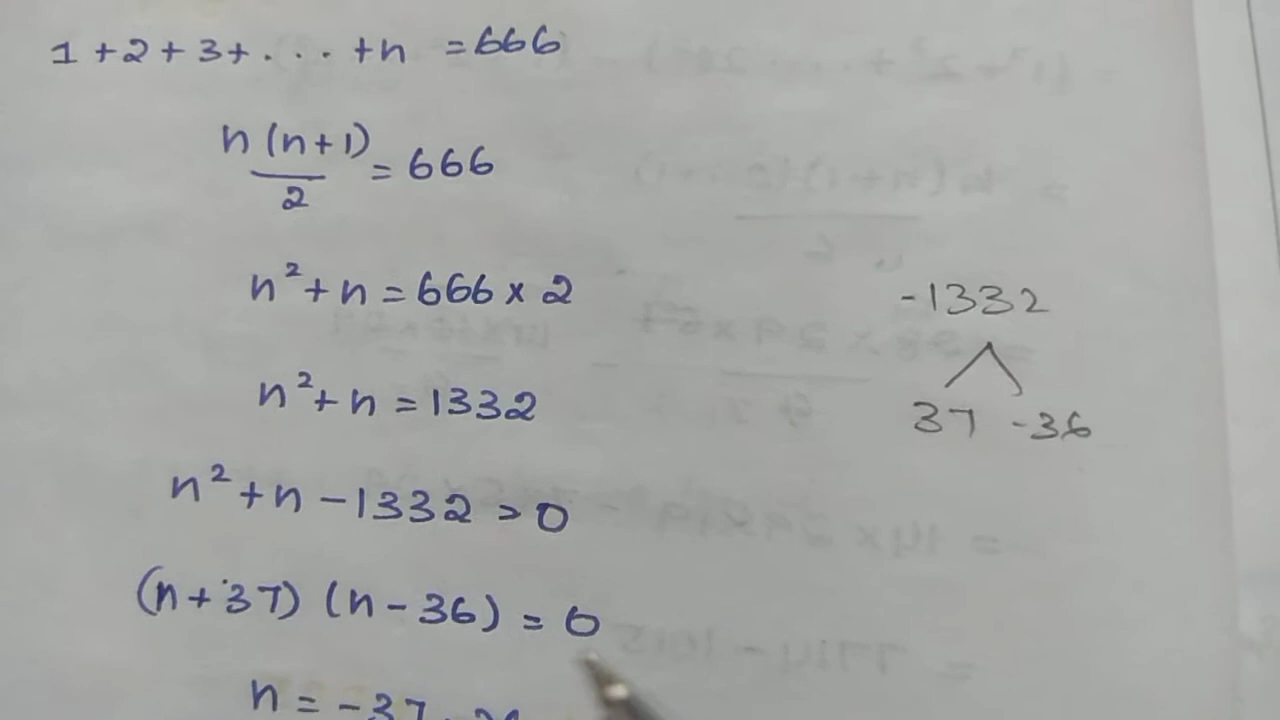 1 + 2 + 3 + . . . + n = 666
n (n + 1) / 2 = 666
n² + n = 666 × 2
n² + n = 1332
n² + n - 1332 = 0
(n + 37) (n - 36) = 0
n = -37
-1332
37 -36